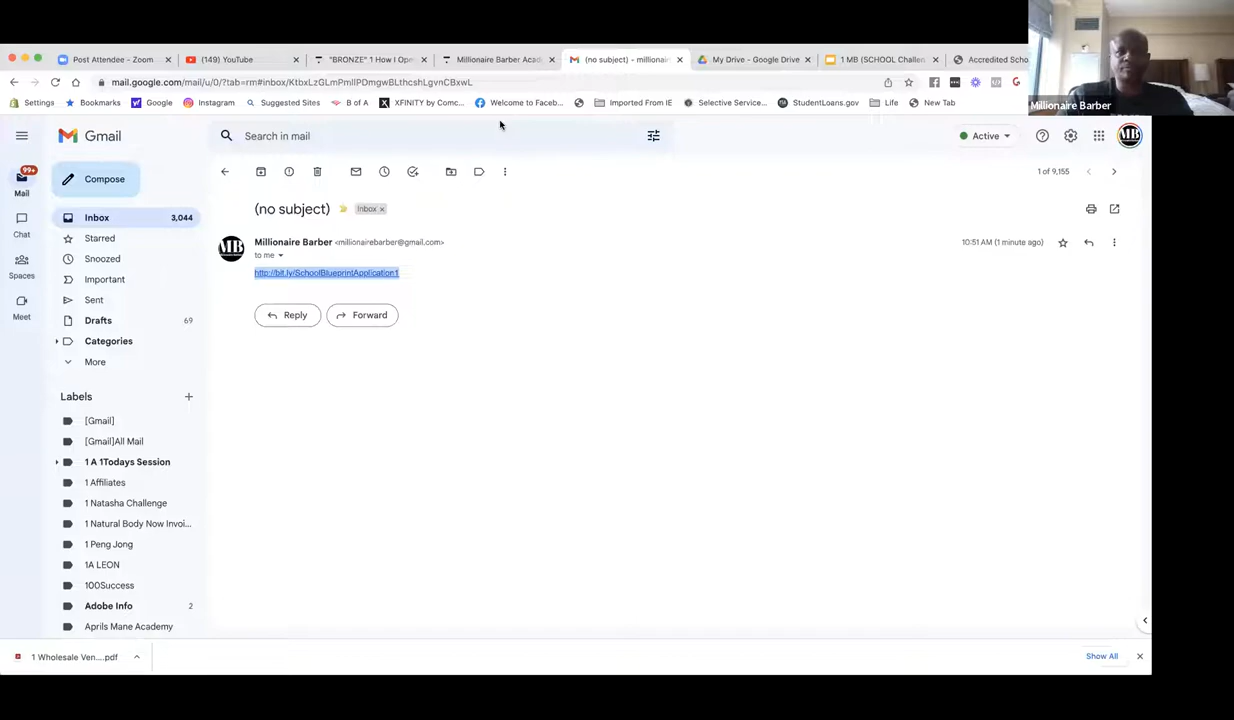 Post Attendee - Zoom
(149) YouTube
"BRONZE" 1 How I Ope
Millionaire Barber Acad
(no subject) - millionair
My Drive - Google Drive
1 MB (SCHOOL Challen
Accredited Scho
mail.google.com/mail/u/0/?tab=rm#inbox/KtbxLzGLmPmllPDmgwBLthcshLgvnCBxwL
Settings
Bookmarks
Google
Instagram
Suggested Sites
B of A
XFINITY by Comc...
Welcome to Faceb...
Imported From IE
Selective Service...
StudentLoans.gov
Life
New Tab
Millionaire Barber
Gmail
Search in mail
Active
MB
99+
Mail
Compose
1 of 9,155
Inbox 3,044
(no subject)
Inbox x
Chat
Starred
MB
Millionaire Barber <millionairebarber@gmail.com>
10:51 AM (1 minute ago)
to me
Snoozed
Spaces
http://bit.ly/SchoolBlueprintApplication1
Important
Sent
Meet
Reply
Forward
Drafts 69
Categories
More
Labels
[Gmail]
[Gmail]All Mail
1 A 1Todays Session
1 Affiliates
1 Natasha Challenge
1 Natural Body Now Invoi...
1 Peng Jong
1A LEON
100Success
Adobe Info 2
Aprils Mane Academy
1 Wholesale Ven....pdf
Show All